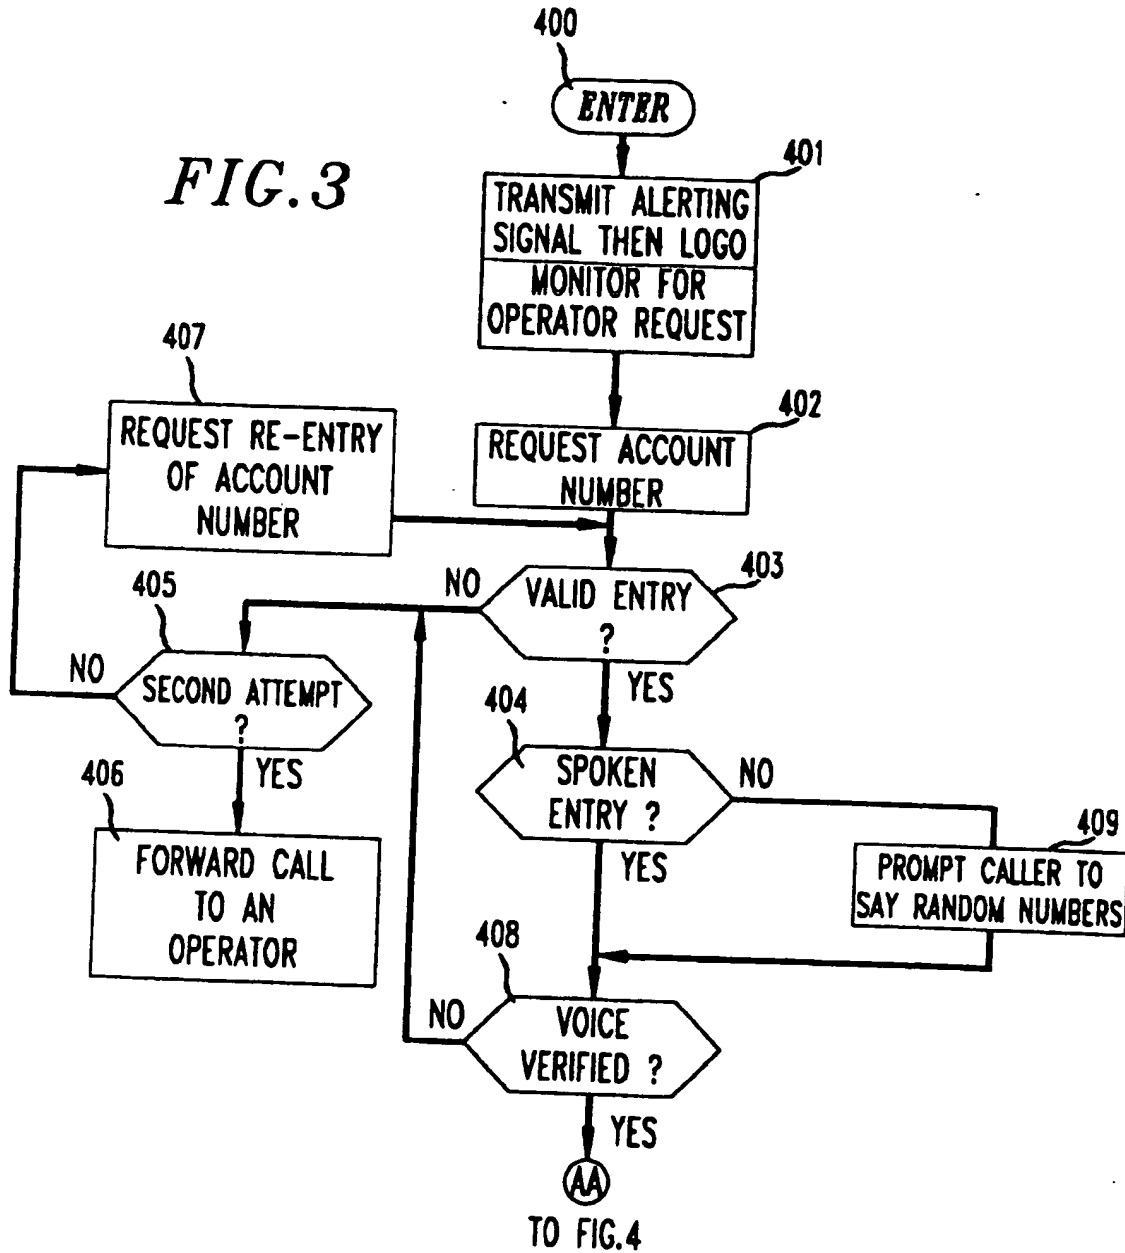 400
ENTER
FIG.3
401
TRANSMIT ALERTING
SIGNAL THEN LOGO
MONITOR FOR
OPERATOR REQUEST
407
REQUEST RE-ENTRY
OF ACCOUNT
NUMBER
402
REQUEST ACCOUNT
NUMBER
403
VALID ENTRY
?
NO
YES
405
SECOND ATTEMPT
?
NO
YES
406
FORWARD CALL
TO AN
OPERATOR
404
SPOKEN
ENTRY ?
NO
YES
409
PROMPT CALLER TO
SAY RANDOM NUMBERS
408
VOICE
VERIFIED ?
NO
YES
AA
TO FIG.4